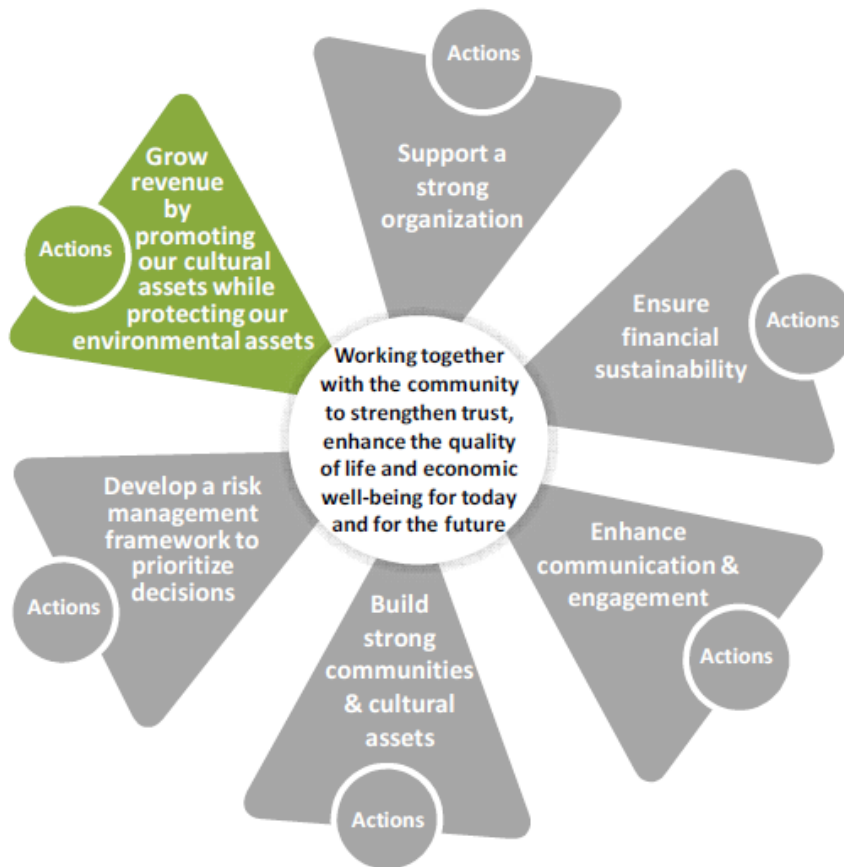 Actions
Support a
strong
organization
Actions
Ensure
financial
sustainability
Actions
Enhance
communication &
engagement
Actions
Build
strong
communities
& cultural
assets
Actions
Develop a risk
management
framework to
prioritize
decisions
Actions
Grow
revenue
by
promoting
our cultural
assets while
protecting our
environmental assets
Working together
with the community
to strengthen trust,
enhance the quality
of life and economic
well-being for today
and for the future